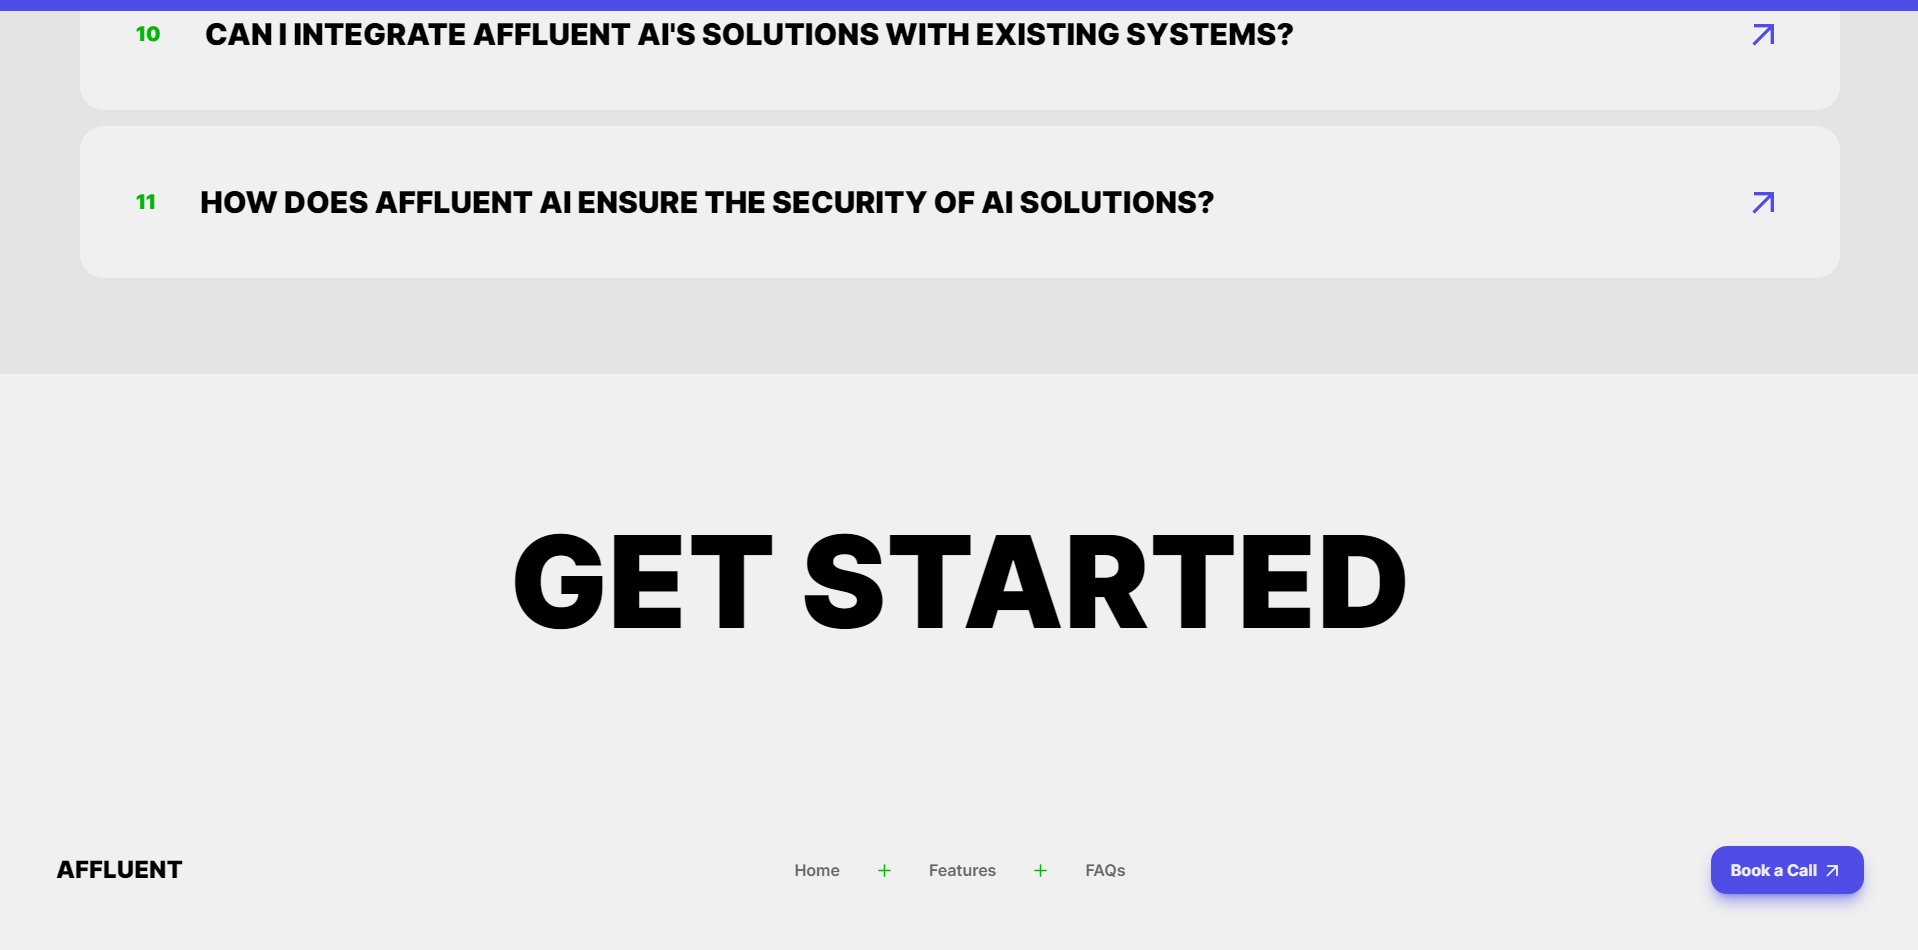 10 CAN I INTEGRATE AFFLUENT AI'S SOLUTIONS WITH EXISTING SYSTEMS?
11 HOW DOES AFFLUENT AI ENSURE THE SECURITY OF AI SOLUTIONS?
GET STARTED
AFFLUENT
Home + Features + FAQs
Book a Call